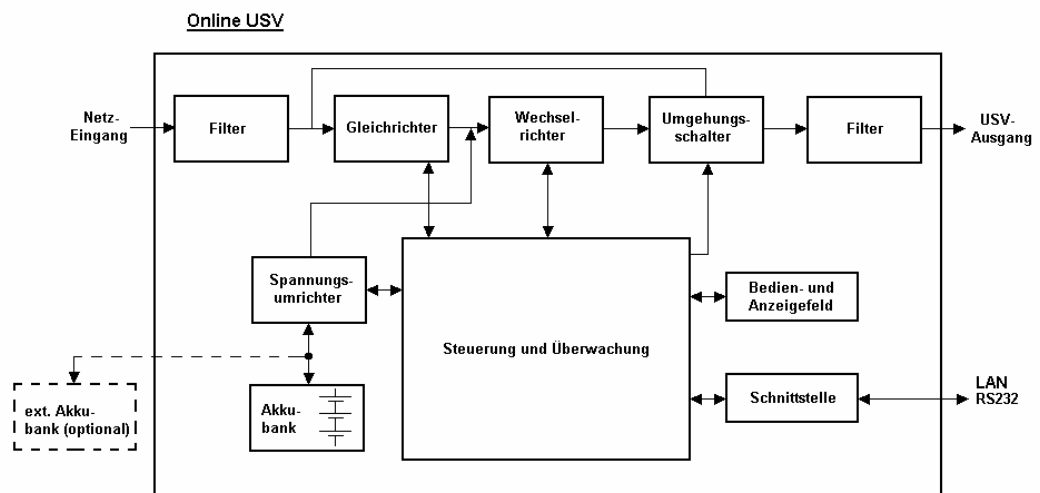 Online USV
Netz-
Eingang
Filter
Gleichrichter
Wechsel-
richter
Umgehungs-
schalter
Filter
USV-
Ausgang
Spannungs-
umrichter
Steuerung und Überwachung
Bedien- und
Anzeigefeld
ext. Akku-
bank (optional)
Akku-
bank
Schnittstelle
LAN
RS232